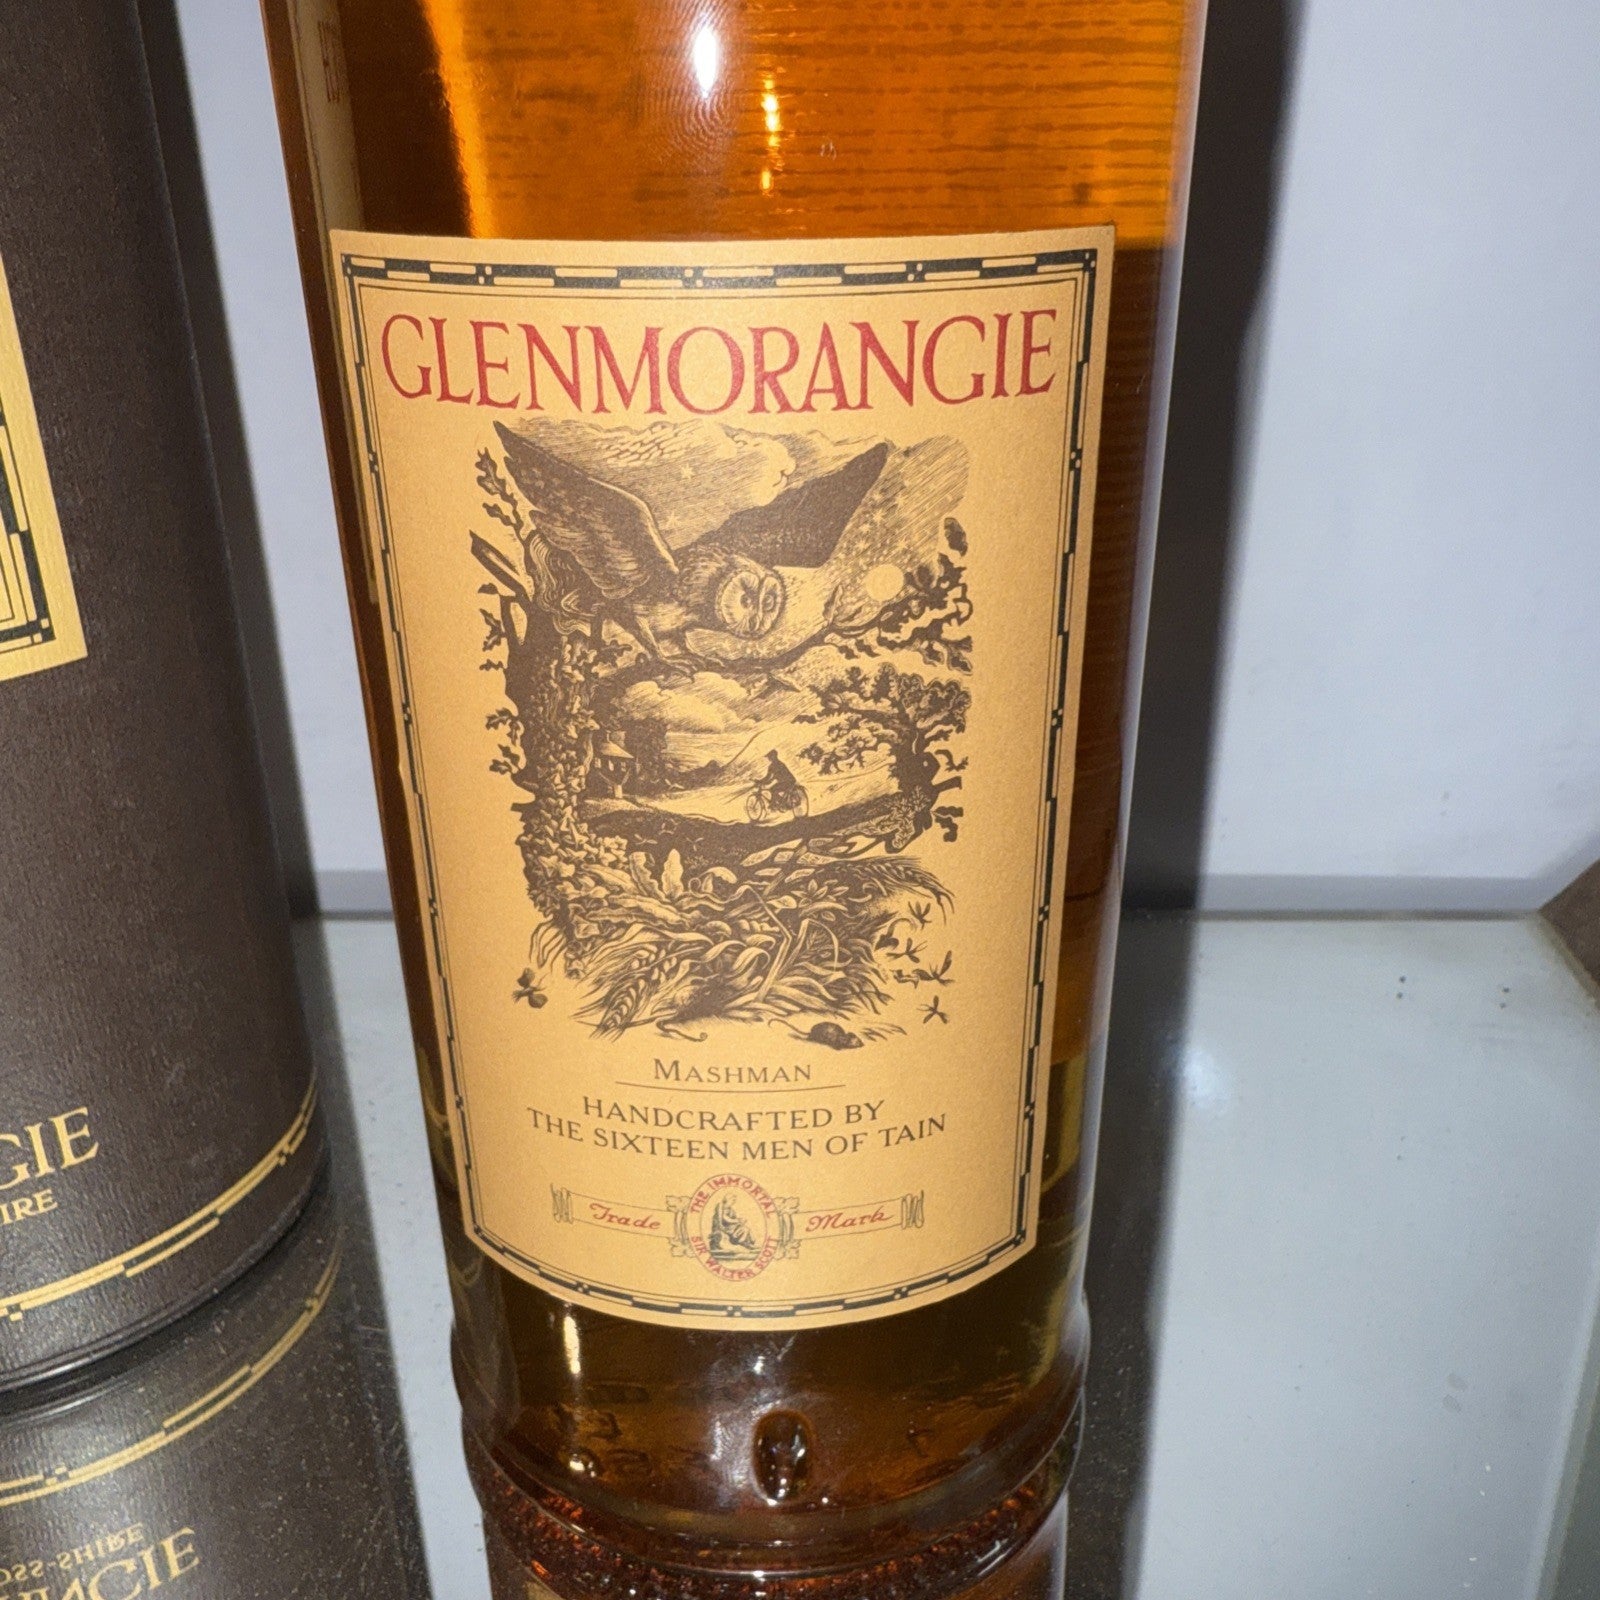 GLENMORANGIE
MASHMAN
HANDCRAFTED BY
THE SIXTEEN MEN OF TAIN
Trade Mark
THE IMMORTAL
SIR WALTER SCOTT
GIE
IRE